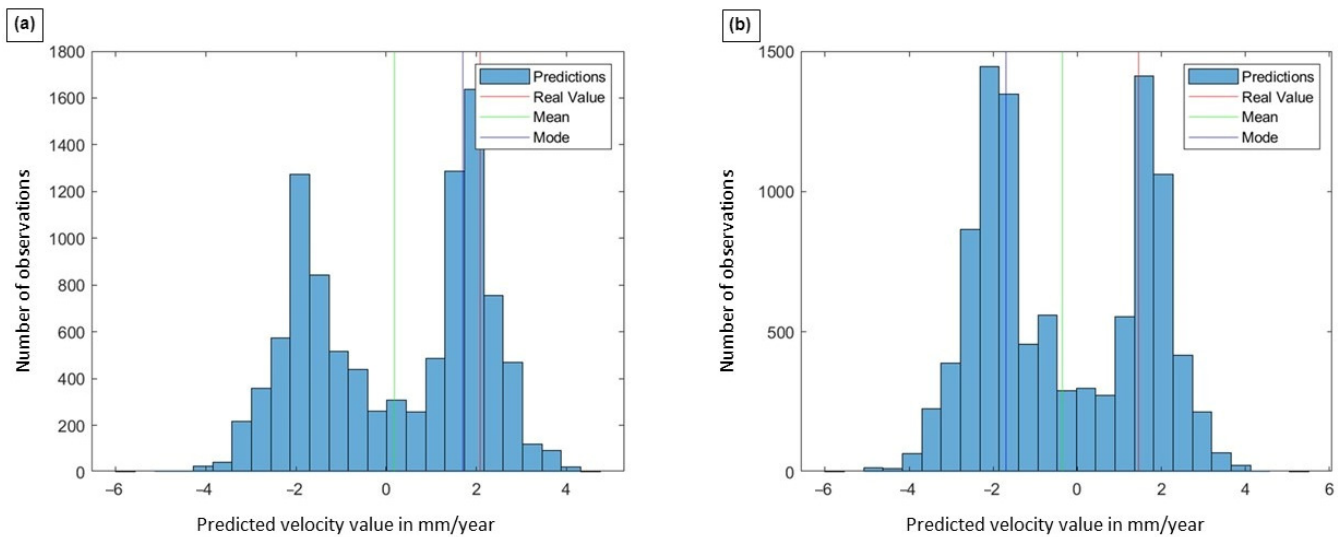 (a)
1800
1600
1400
1200
1000
800
600
400
200
0
Number of observations
−6
−4
−2
0
2
4
Predicted velocity value in mm/year
Predictions
Real Value
Mean
Mode
(b)
1500
1000
500
0
Number of observations
−6
−4
−2
0
2
4
6
Predicted velocity value in mm/year
Predictions
Real Value
Mean
Mode